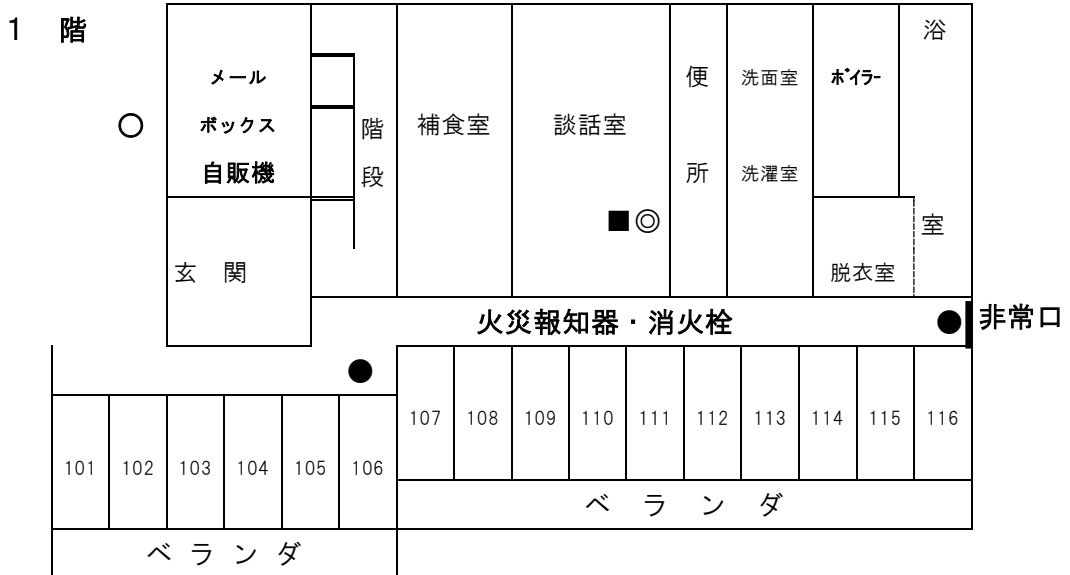 1 階
メール
ボックス
自販機
階段
補食室
談話室
■◎
便所
洗面室
洗濯室
ﾎﾞｲﾗｰ
浴室
脱衣室
○
玄 関
火災報知器・消火栓
●
非常口
●
101 102 103 104 105 106
107 108 109 110 111 112 113 114 115 116
ベランダ
ベランダ